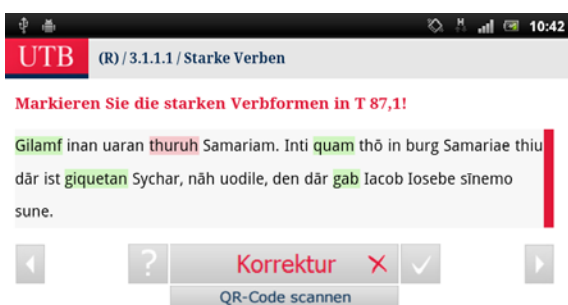 10:42
UTB (R) / 3.1.1.1 / Starke Verben
Markieren Sie die starken Verbformen in T 87,1!
Gilamf inan uaran thuruh Samariam. Inti quam thō in burg Samariae thiu
dār ist giquetan Sychar, nāh uodile, den dār gab Iacob Iosebe sīnemo
sune.
? Korrektur
QR-Code scannen